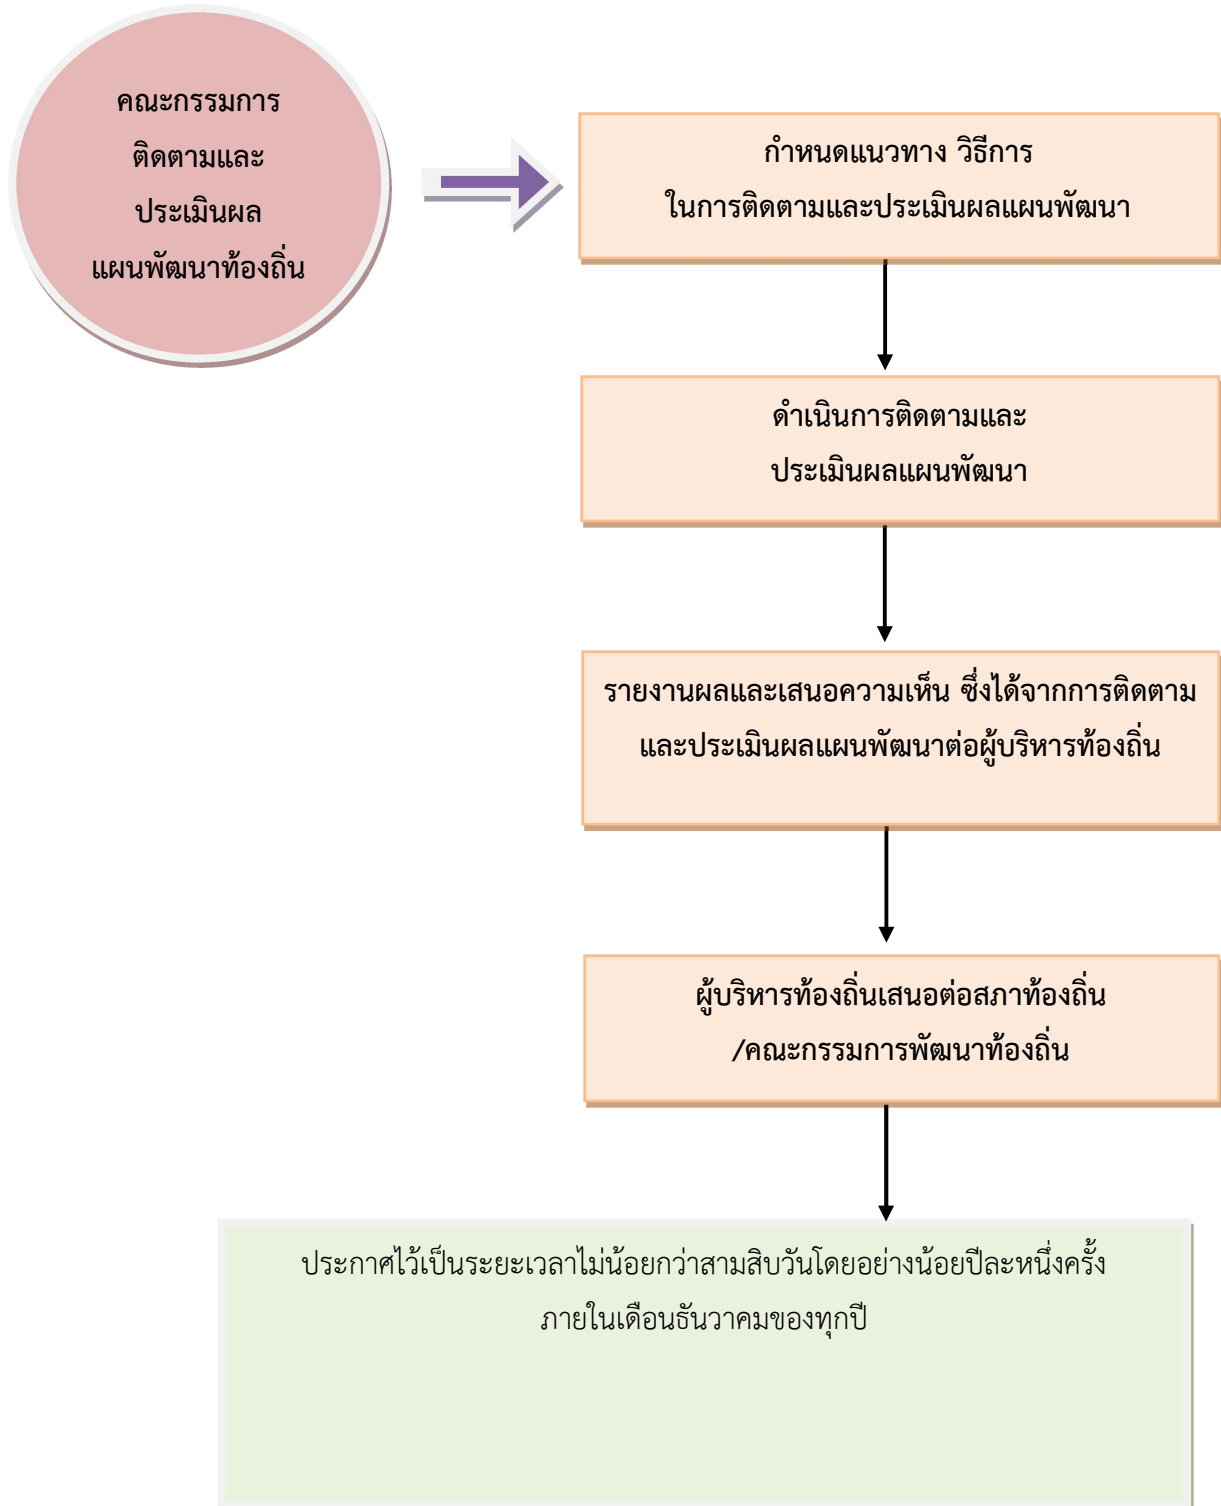 คณะกรรมการ
ติดตามและ
ประเมินผล
แผนพัฒนาท้องถิ่น
กำหนดแนวทาง วิธีการ
ในการติดตามและประเมินผลแผนพัฒนา
ดำเนินการติดตามและ
ประเมินผลแผนพัฒนา
รายงานผลและเสนอความเห็น ซึ่งได้จากการติดตาม
และประเมินผลแผนพัฒนาต่อผู้บริหารท้องถิ่น
ผู้บริหารท้องถิ่นเสนอต่อสภาท้องถิ่น
/คณะกรรมการพัฒนาท้องถิ่น
ประกาศไว้เป็นระยะเวลาไม่น้อยกว่าสามสิบวันโดยอย่างน้อยปีละหนึ่งครั้ง
ภายในเดือนธันวาคมของทุกปี